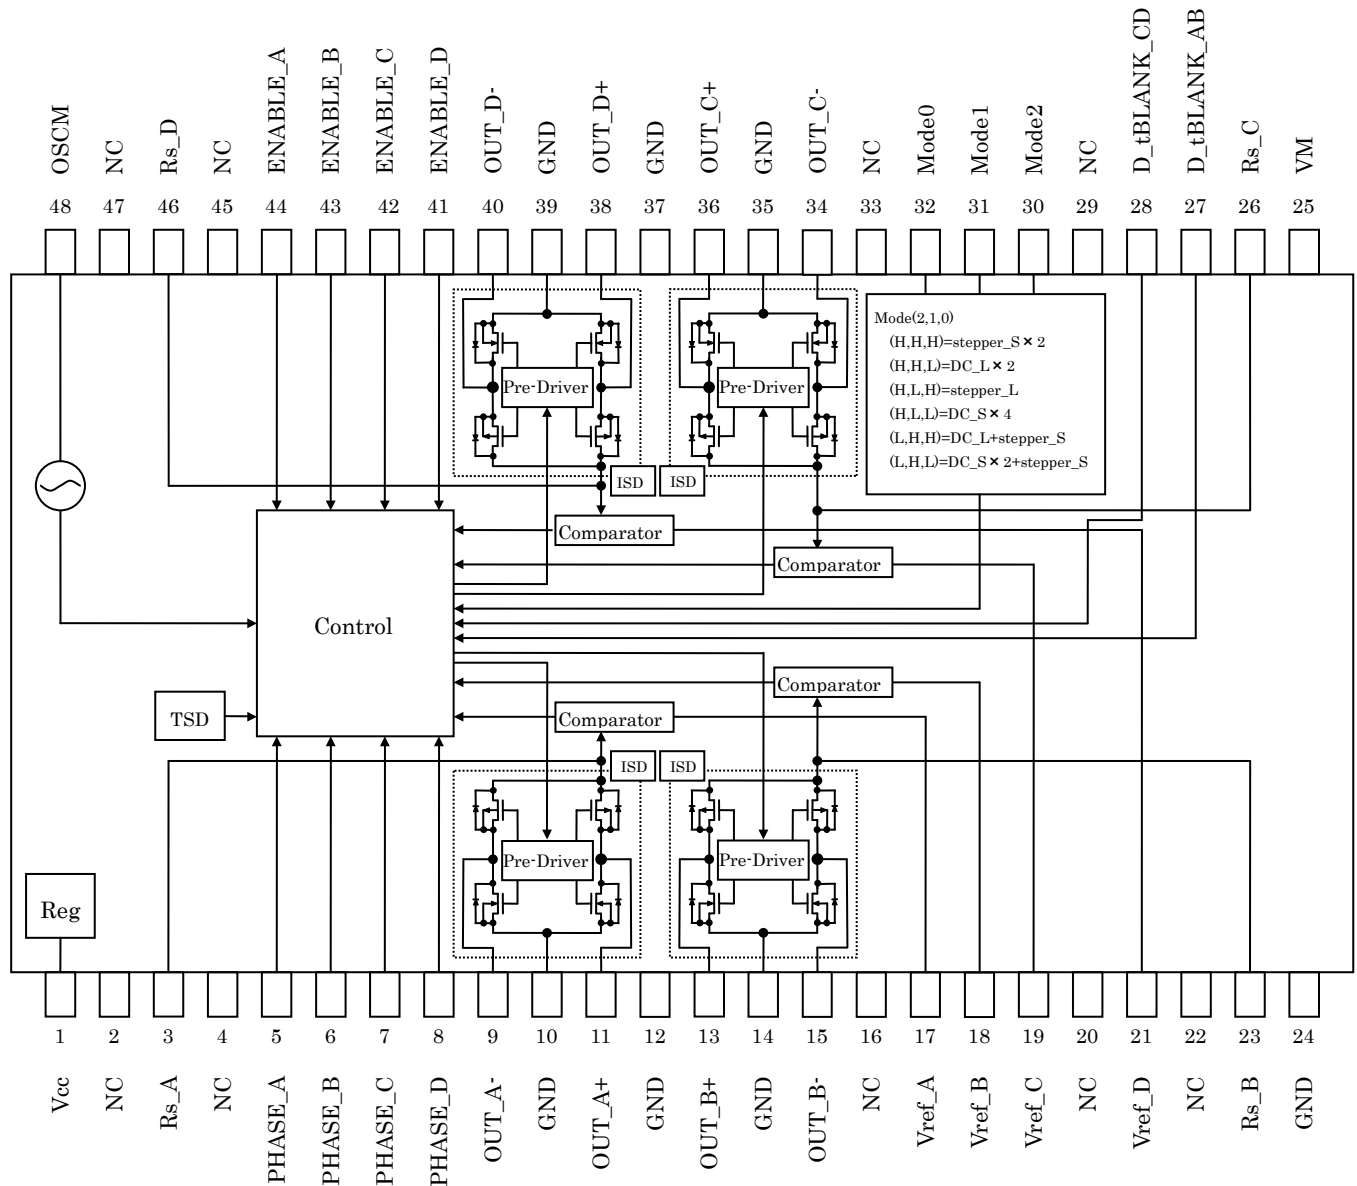 OSCM
NC
Rs_D
NC
ENABLE_A
ENABLE_B
ENABLE_C
ENABLE_D
OUT_D-
GND
OUT_D+
GND
OUT_C+
GND
OUT_C-
NC
Mode0
Mode1
Mode2
NC
D_tBLANK_CD
D_tBLANK_AB
Rs_C
VM
48
47
46
45
44
43
42
41
40
39
38
37
36
35
34
33
32
31
30
29
28
27
26
25
Mode(2,1,0)
(H,H,H)=stepper_S×2
(H,H,L)=DC_L×2
(H,L,H)=stepper_L
(H,L,L)=DC_S×4
(L,H,H)=DC_L+stepper_S
(L,H,L)=DC_S×2+stepper_S
Pre-Driver
Pre-Driver
ISD
ISD
Comparator
Comparator
Control
Comparator
TSD
Comparator
ISD
ISD
Pre-Driver
Pre-Driver
Reg
1
2
3
4
5
6
7
8
9
10
11
12
13
14
15
16
17
18
19
20
21
22
23
24
Vcc
NC
Rs_A
NC
PHASE_A
PHASE_B
PHASE_C
PHASE_D
OUT_A-
GND
OUT_A+
GND
OUT_B+
GND
OUT_B-
NC
Vref_A
Vref_B
Vref_C
NC
Vref_D
NC
Rs_B
GND